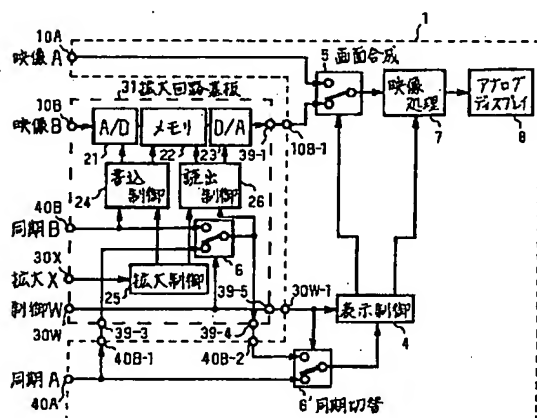 1
10A
映像A
5 画面合成
映像処理
7
アナログディスプレイ
8
31拡大回路基板
10B
映像B
A/D
メモリ
D/A
21
22
23
39-1
10B-1
書込制御
24
読出制御
26
40B
同期B
6
30X
拡大X
拡大制御
25
39-5
30W-1
制御W
30W
表示制御
4
39-3
39-4
40B-1
40B-2
同期A
40A
6'同期切替